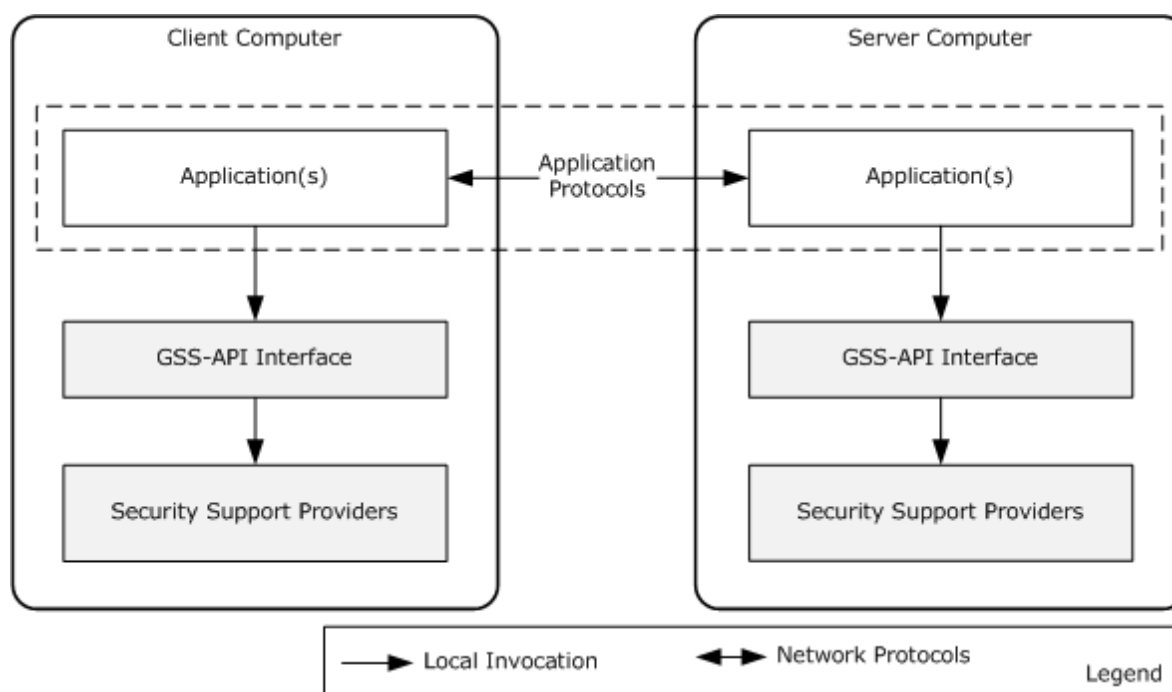 Client Computer
Server Computer
Application(s)
Application
Protocols
Application(s)
GSS-API Interface
GSS-API Interface
Security Support Providers
Security Support Providers
Local Invocation
Network Protocols
Legend